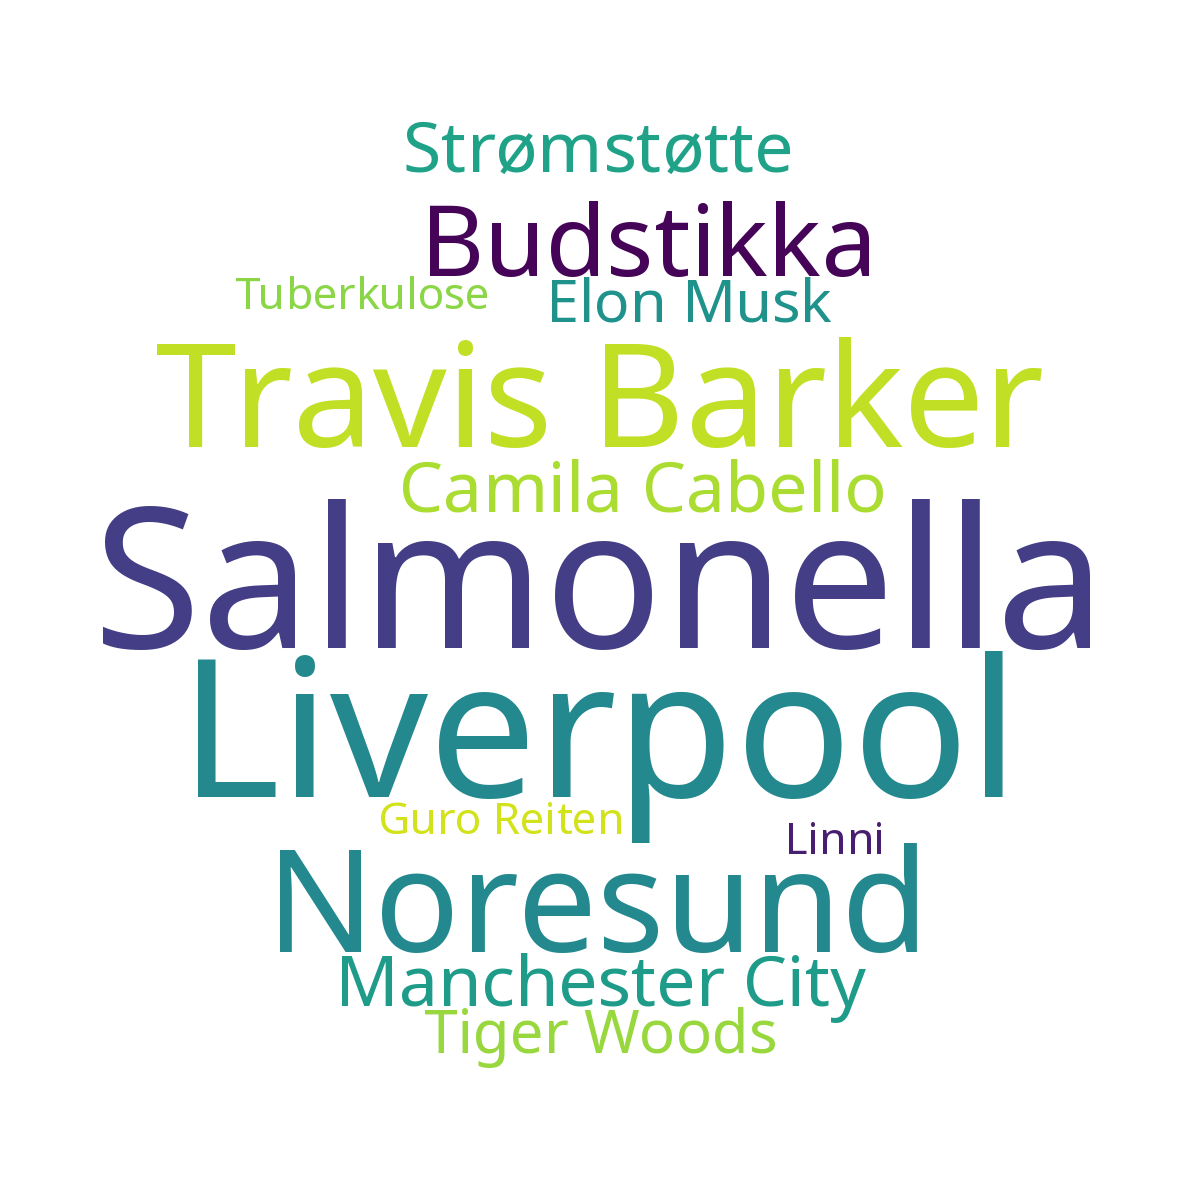 Strømstøtte
Budstikka
Tuberkulose
Elon Musk
Travis Barker
Camila Cabello
Salmonella
Liverpool
Guro Reiten
Linni
Noresund
Manchester City
Tiger Woods